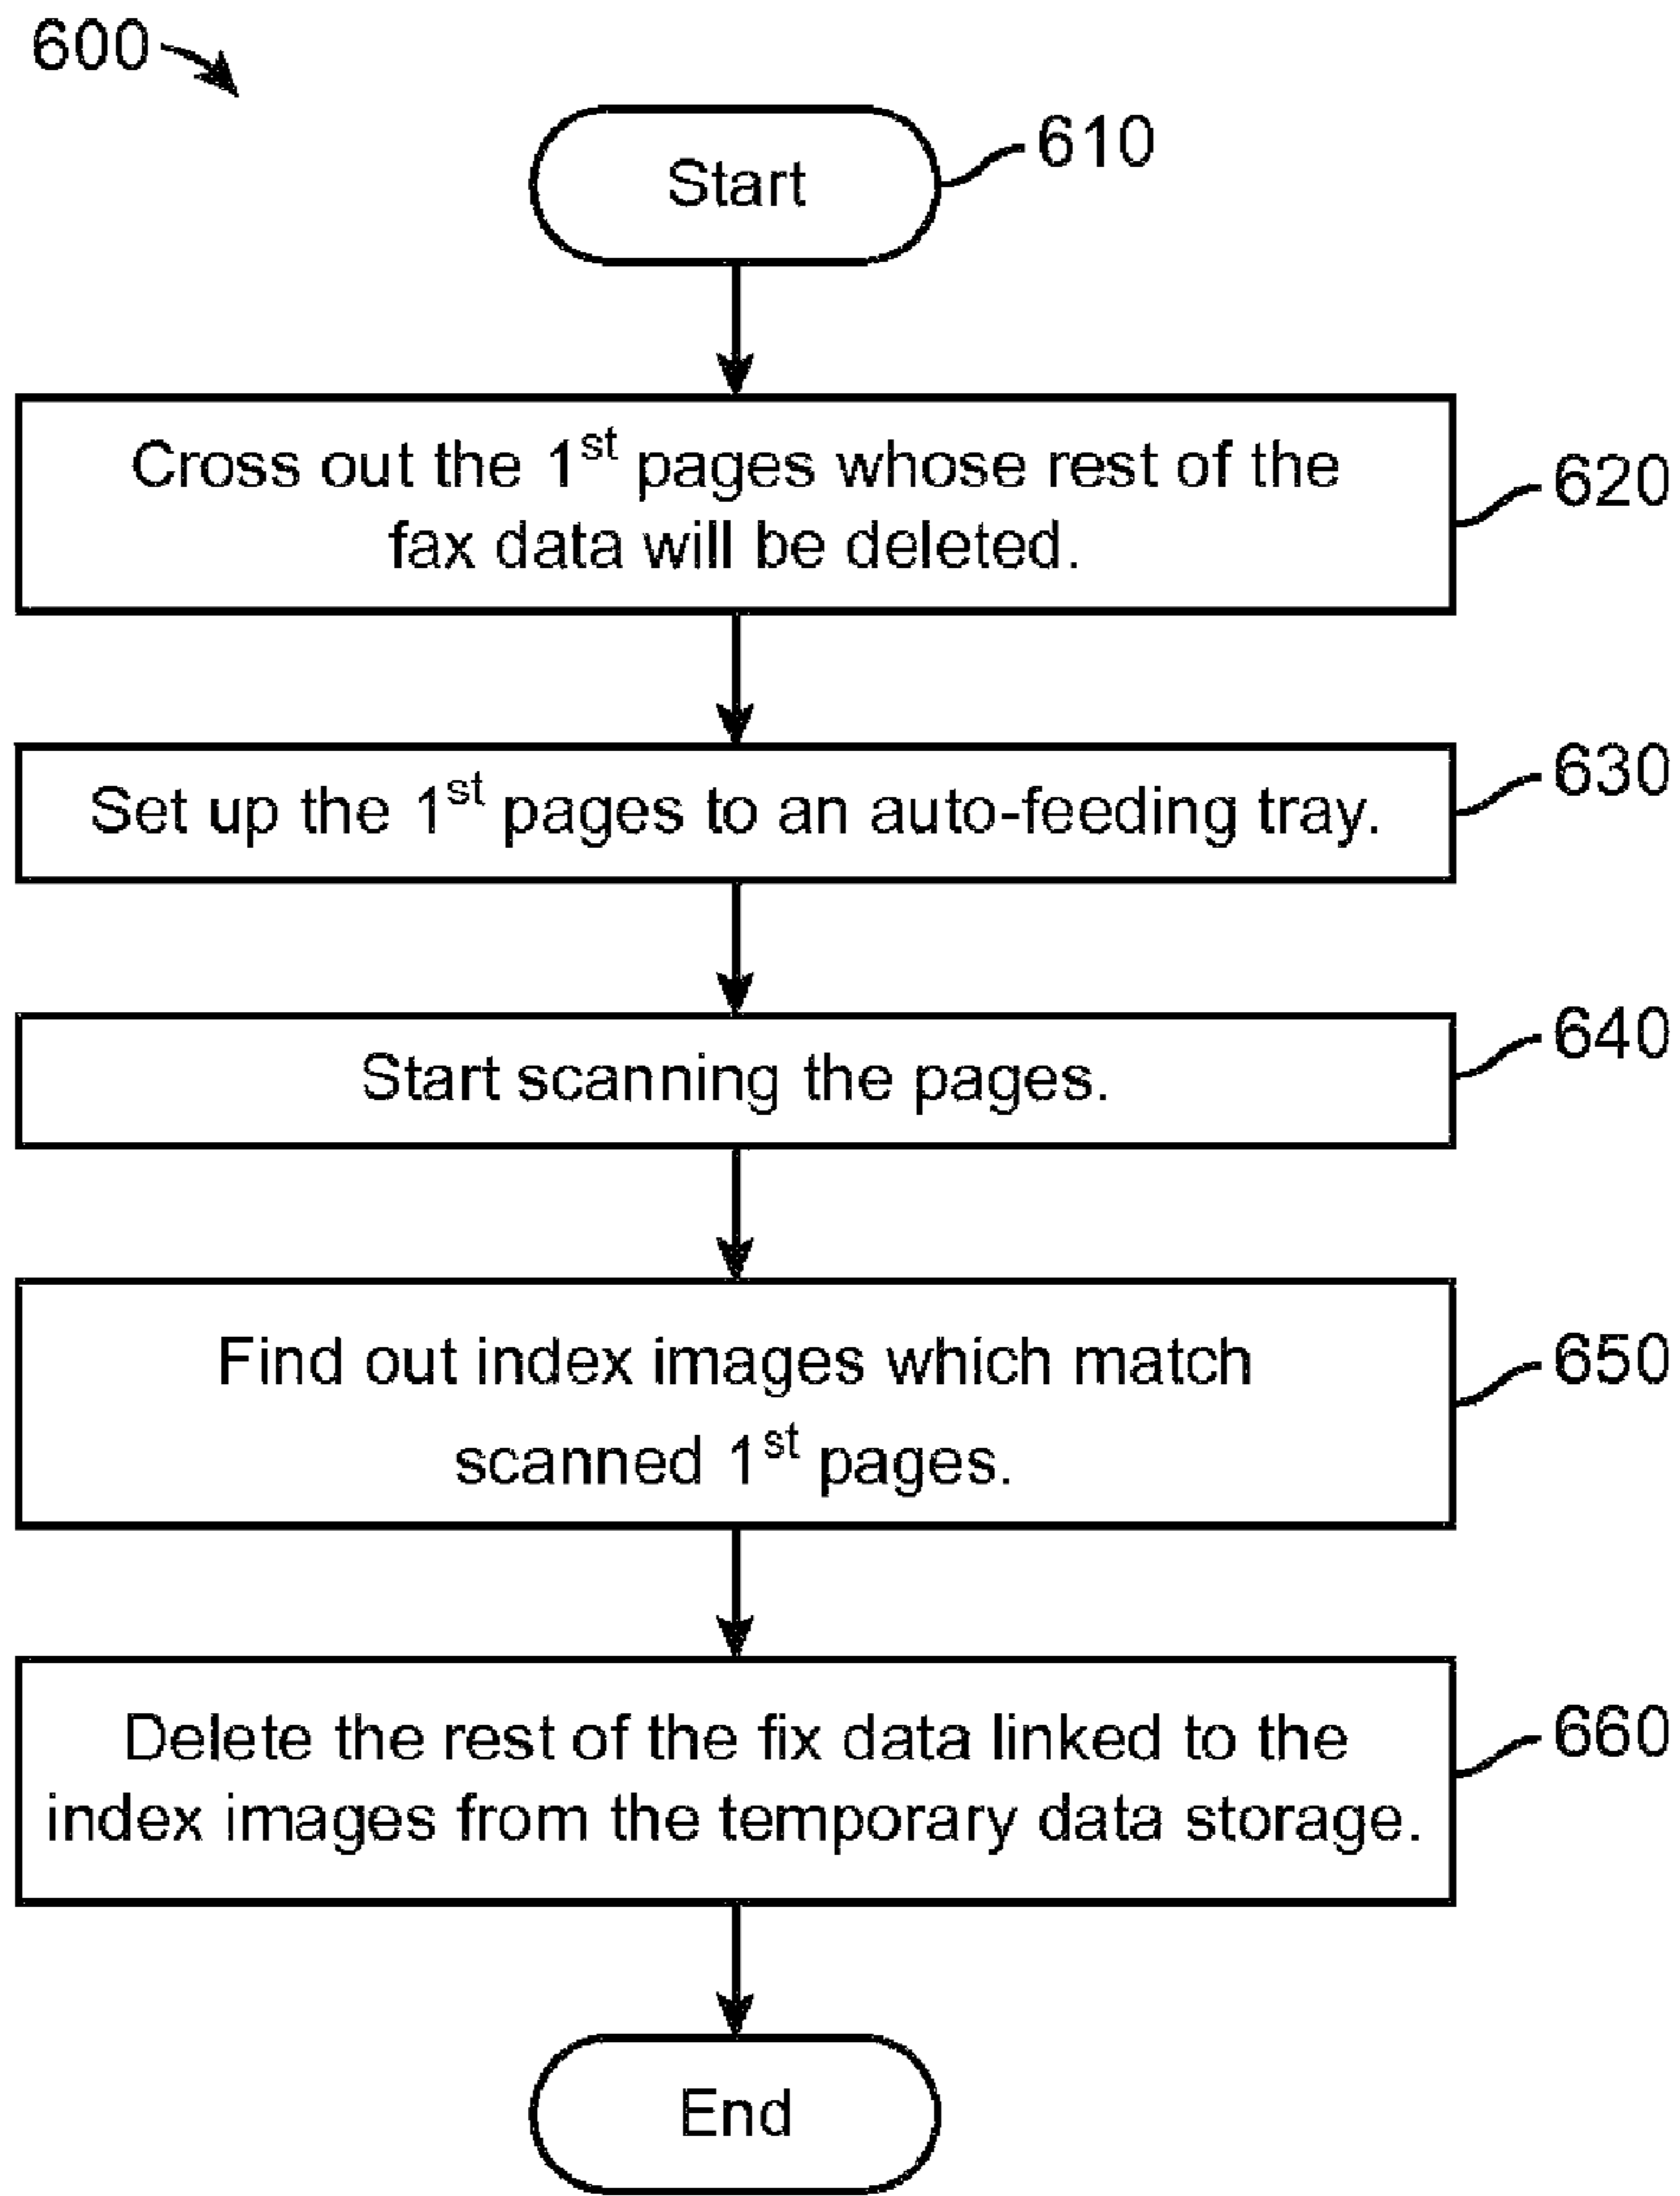 600
Start
610
Cross out the 1st pages whose rest of the
fax data will be deleted.
620
Set up the 1st pages to an auto-feeding tray.
630
Start scanning the pages.
640
Find out index images which match
scanned 1st pages.
650
Delete the rest of the fix data linked to the
index images from the temporary data storage.
660
End